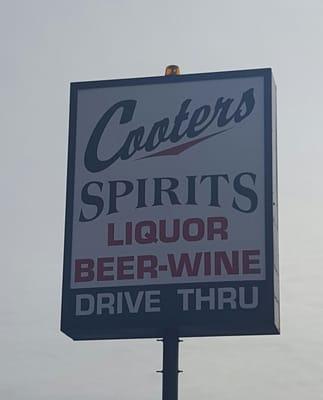 Cooters
SPIRITS
LIQUOR
BEER-WINE
DRIVE THRU